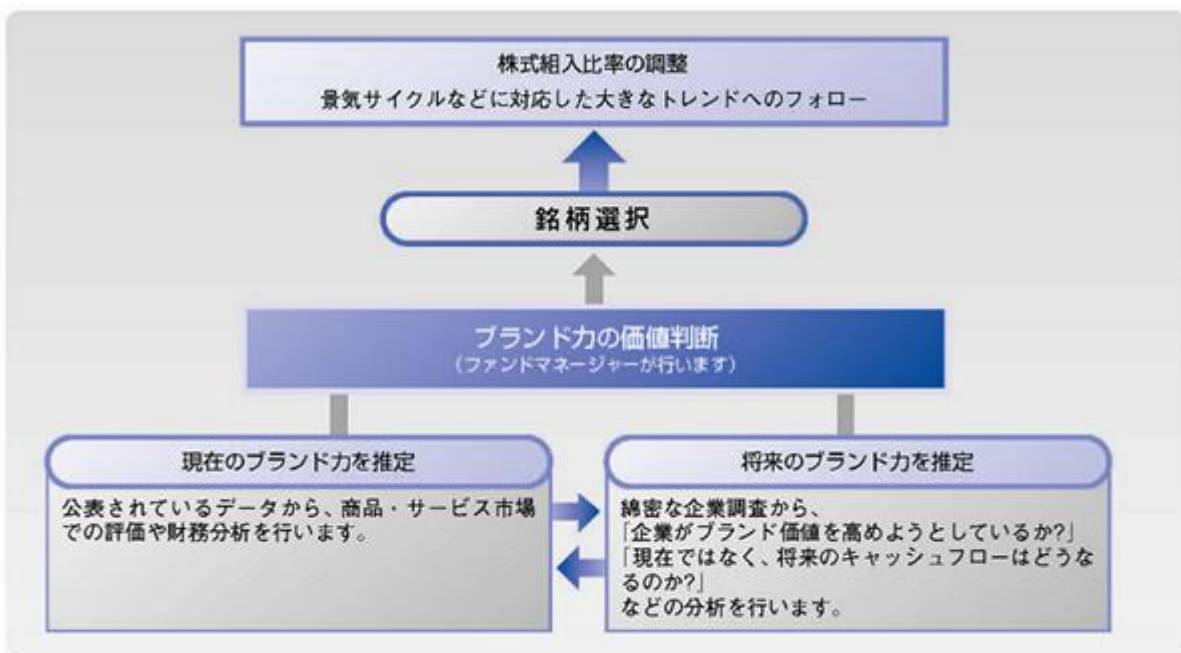 株式組入比率の調整
景気サイクルなどに対応した大きなトレンドへのフォロー
銘柄選択
ブランド力の価値判断
(ファンドマネージャーが行います)
現在のブランド力を推定
公表されているデータから、商品・サービス市場
での評価や財務分析を行います。
将来のブランド力を推定
綿密な企業調査から、
「企業がブランド価値を高めようとしているか?」
「現在ではなく、将来のキャッシュフローはどうな
るのか?」
などの分析を行います。